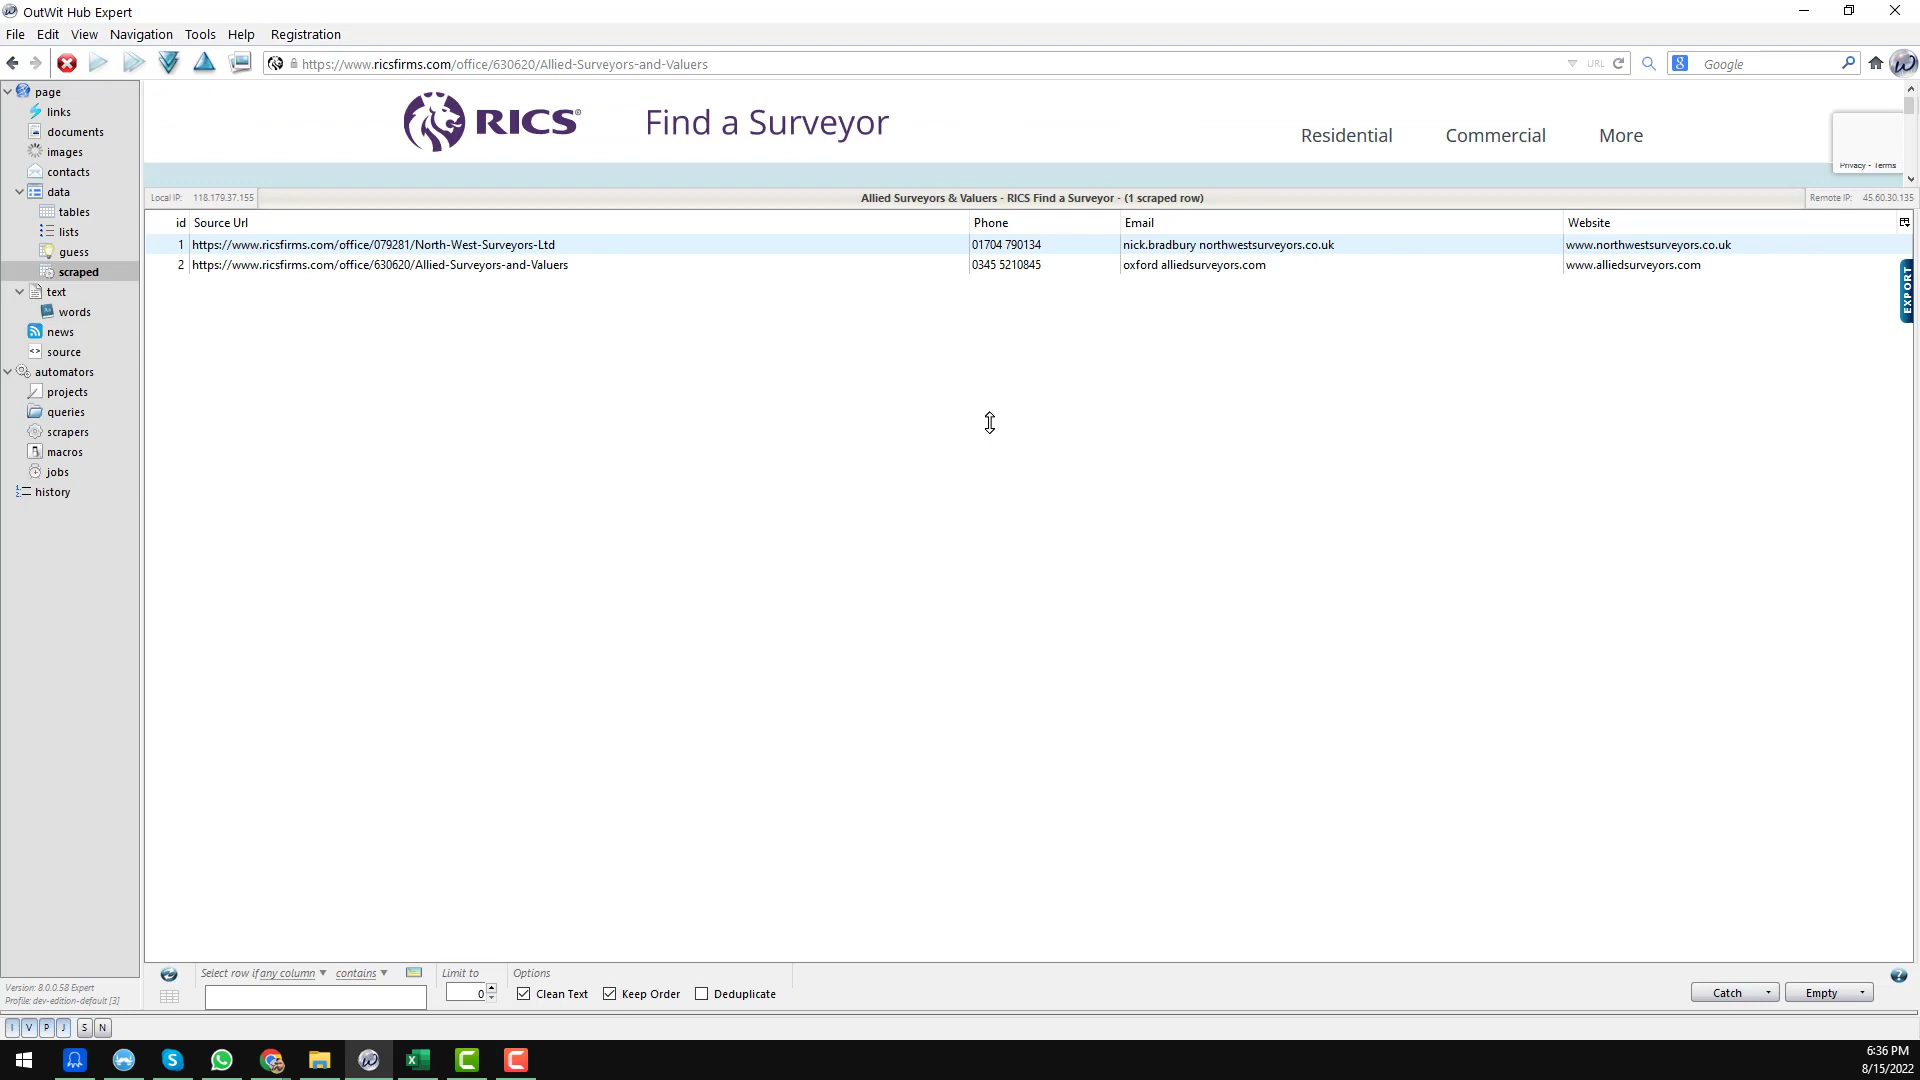 OutWit Hub Expert
File Edit View Navigation Tools Help Registration
https://www.ricsfirms.com/office/630620/Allied-Surveyors-and-Valuers URL Google
page
links
documents
images
contacts
data
tables
lists
guess
scraped
text
words
news
source
automators
projects
queries
scrapers
macros
jobs
history
RICS® Find a Surveyor Residential Commercial More
Privacy - Terms
Local IP: 118.179.37.155 Allied Surveyors & Valuers - RICS Find a Surveyor - (1 scraped row) Remote IP: 45.60.30.135
id Source Url Phone Email Website
1 https://www.ricsfirms.com/office/079281/North-West-Surveyors-Ltd 01704 790134 nick.bradbury northwestsurveyors.co.uk www.northwestsurveyors.co.uk
2 https://www.ricsfirms.com/office/630620/Allied-Surveyors-and-Valuers 0345 5210845 oxford alliedsurveyors.com www.alliedsurveyors.com
EXPORT
Select row if any column contains Limit to Options
0 Clean Text Keep Order Deduplicate Catch Empty
Version: 8.0.0.58 Expert
Profile: dev-edition-default [3]
I V P J S N
6:36 PM
8/15/2022